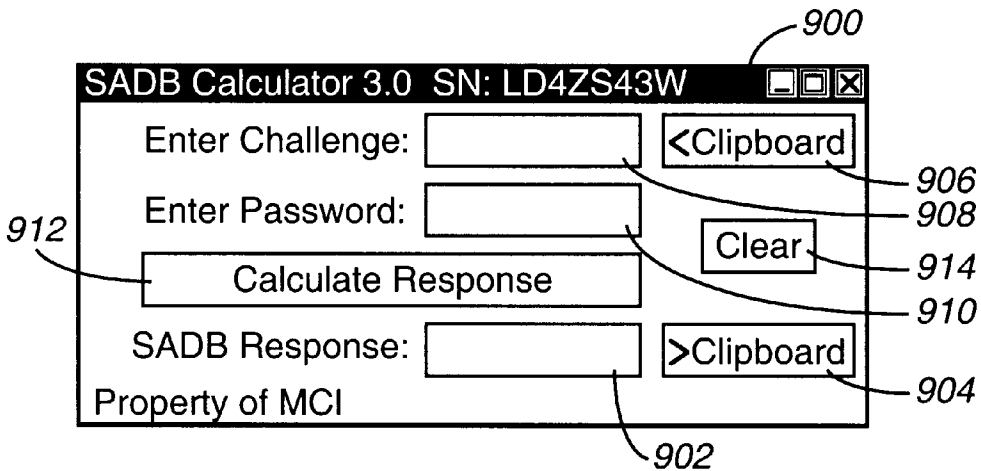 900
SADB Calculator 3.0 SN: LD4ZS43W
Enter Challenge: <Clipboard
906
908
Enter Password:
912
Clear
914
Calculate Response
910
SADB Response: >Clipboard
904
Property of MCI
902